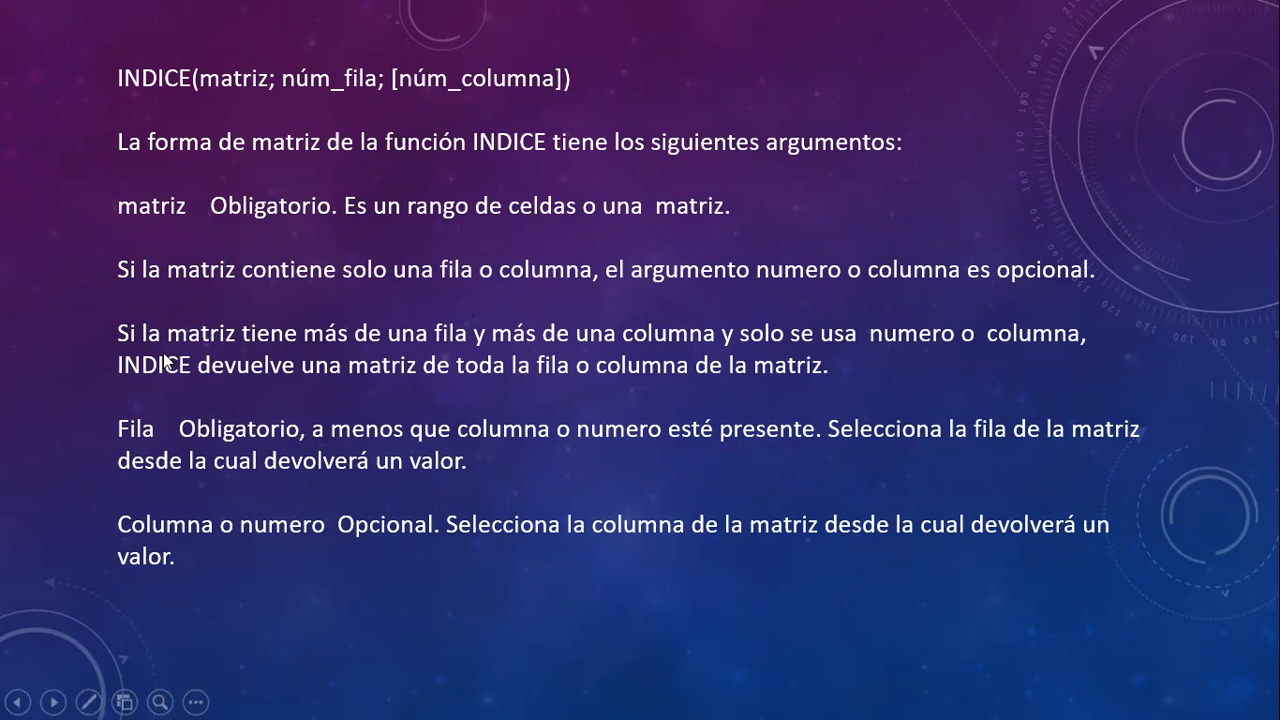 INDICE(matriz; núm_fila; [núm_columna])
La forma de matriz de la función INDICE tiene los siguientes argumentos:
matriz    Obligatorio. Es un rango de celdas o una  matriz.
Si la matriz contiene solo una fila o columna, el argumento numero o columna es opcional.
Si la matriz tiene más de una fila y más de una columna y solo se usa  numero o  columna,
INDICE devuelve una matriz de toda la fila o columna de la matriz.
Fila    Obligatorio, a menos que columna o numero esté presente. Selecciona la fila de la matriz
desde la cual devolverá un valor.
Columna o numero  Opcional. Selecciona la columna de la matriz desde la cual devolverá un
valor.